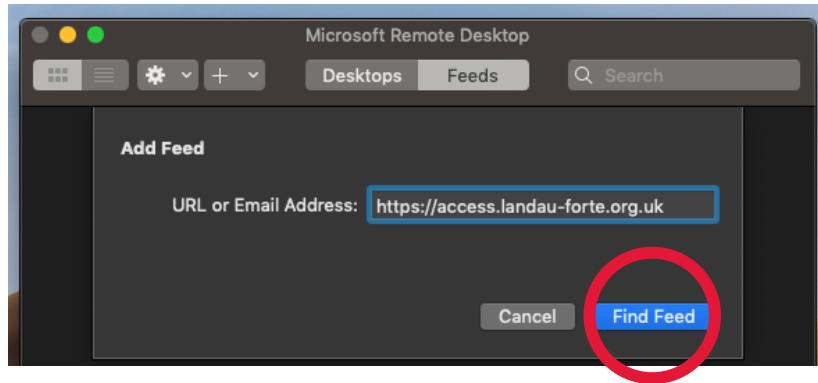 Microsoft Remote Desktop
Desktops Feeds Search
Add Feed
URL or Email Address: https://access.landau-forte.org.uk
Cancel Find Feed